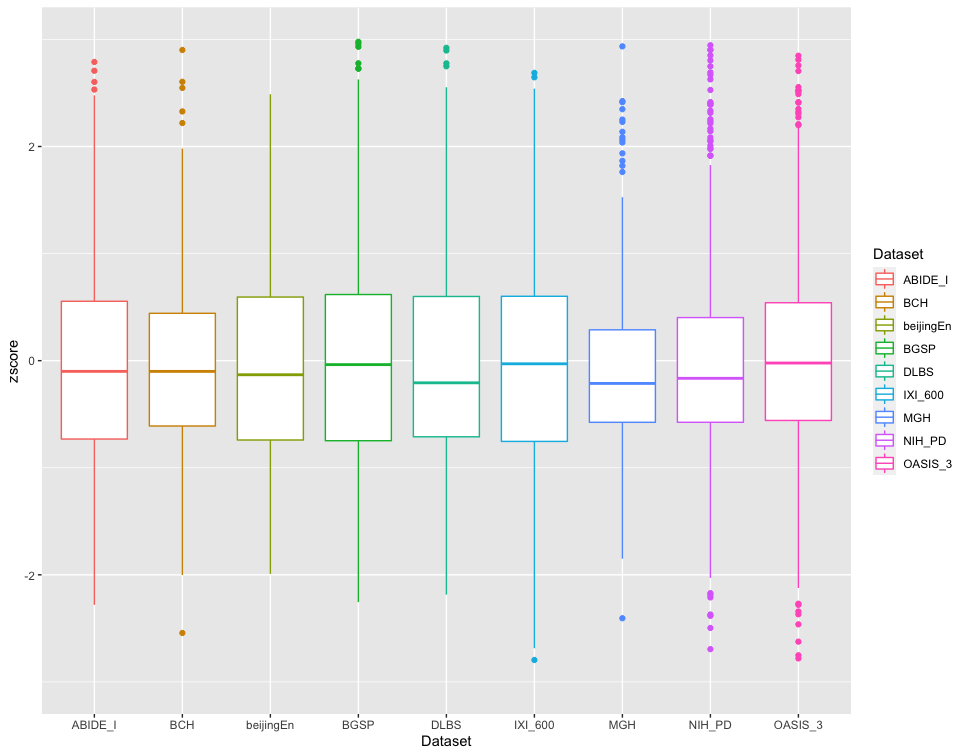 zscore
2
0
-2
ABIDE_I BCH beijingEn BGSP DLBS IXI_600 MGH NIH_PD OASIS_3
Dataset
Dataset
ABIDE_I
BCH
beijingEn
BGSP
DLBS
IXI_600
MGH
NIH_PD
OASIS_3